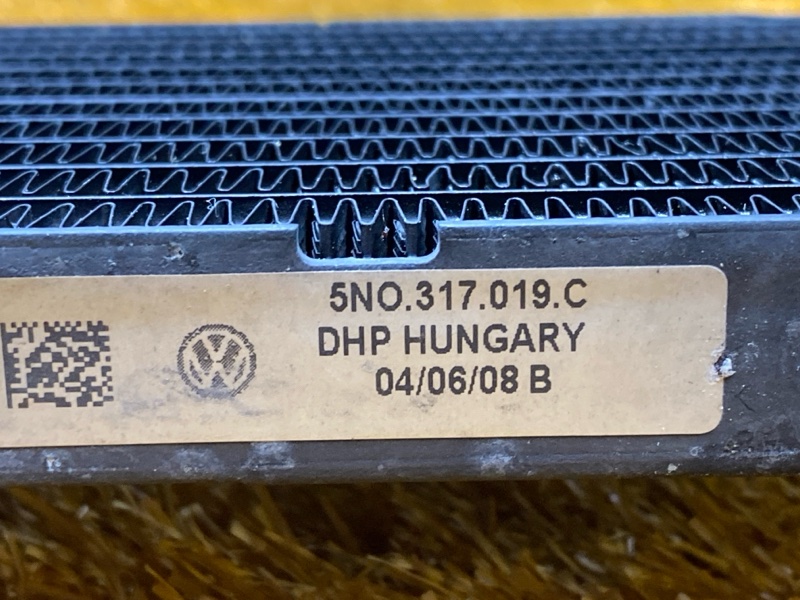 5NO.317.019.C
DHP HUNGARY
04/06/08 B